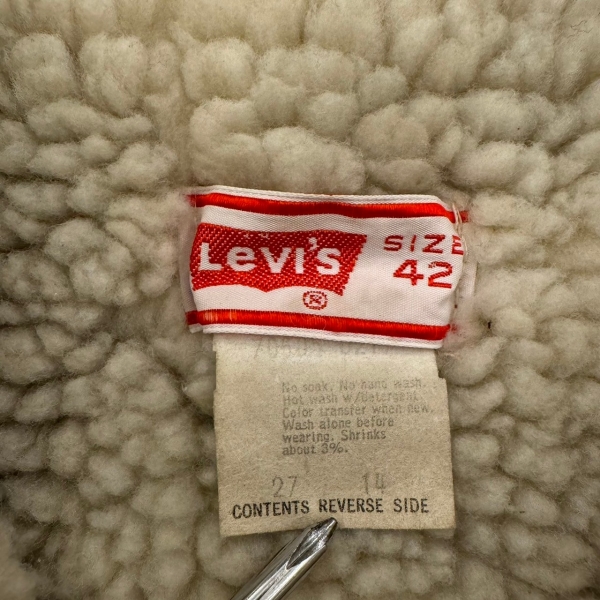 Levi's
®
SIZE
42
No soak. No hand wash.
Hot wash w/Detergent.
Color transfer when new.
Wash alone before
wearing. Shrinks
about 3%.
27 14
CONTENTS REVERSE SIDE